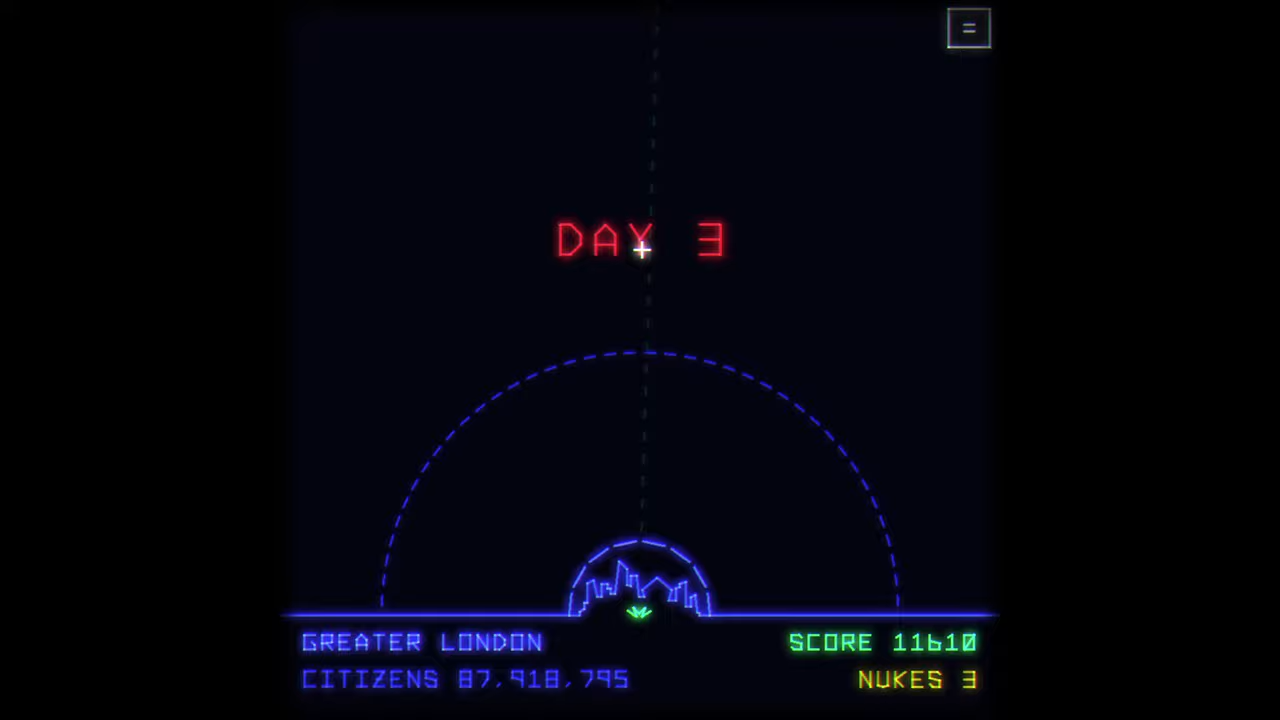 =
DAY 3
GREATER LONDON
SCORE 11610
CITIZENS 87,918,795
NUKES 3